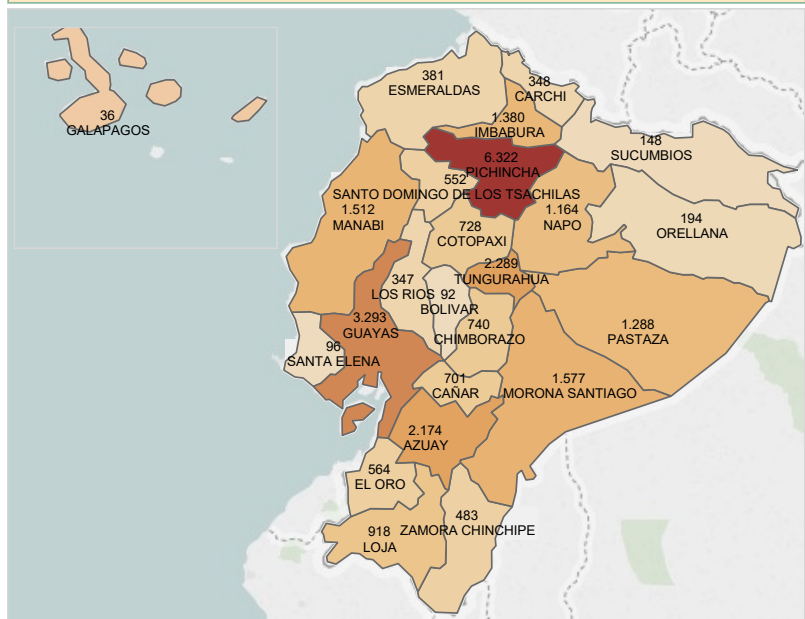 381
ESMERALDAS
348
CARCHI
36
GALAPAGOS
1.380
IMBABURA
148
SUCUMBIOS
6.322
PICHINCHA
552
SANTO DOMINGO DE LOS TSACHILAS
1.512
MANABI
1.164
NAPO
194
ORELLANA
728
COTOPAXI
2.289
TUNGURAHUA
347
LOS RIOS
92
BOLIVAR
3.293
GUAYAS
740
CHIMBORAZO
1.288
PASTAZA
96
SANTA ELENA
701
CAÑAR
1.577
MORONA SANTIAGO
2.174
AZUAY
564
EL ORO
483
ZAMORA CHINCHIPE
918
LOJA